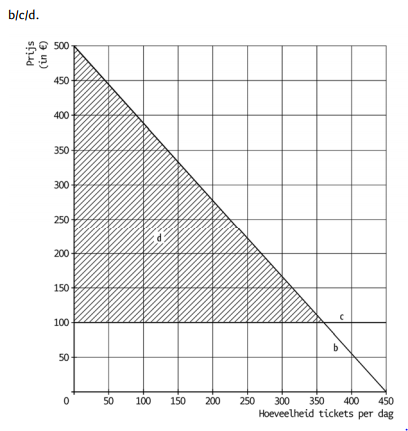 b/c/d.
Prijs
(in €)
500
450
400
350
300
250
200
150
100
50
d
c
b
0 50 100 150 200 250 300 350 400 450
Hoeveelheid tickets per dag